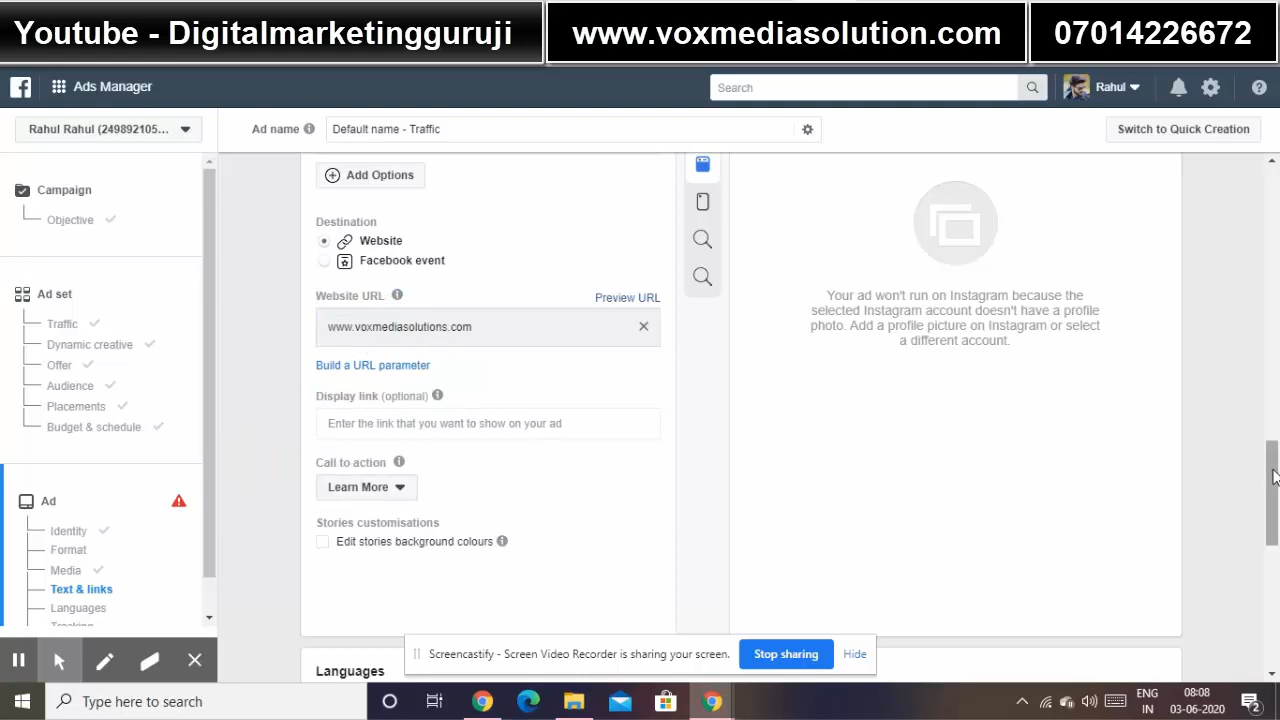 Youtube - Digitalmarketingguruji
www.voxmediasolution.com
07014226672
Ads Manager
Search
Rahul
Rahul Rahul (249892105...
Ad name
Default name - Traffic
Switch to Quick Creation
Campaign
Objective
Ad set
Traffic
Dynamic creative
Offer
Audience
Placements
Budget & schedule
Ad
Identity
Format
Media
Text & links
Languages
Tracking
Add Options
Destination
Website
Facebook event
Website URL
Preview URL
www.voxmediasolutions.com
Build a URL parameter
Display link (optional)
Enter the link that you want to show on your ad
Call to action
Learn More
Stories customisations
Edit stories background colours
Languages
Your ad won't run on Instagram because the
selected Instagram account doesn't have a profile
photo. Add a profile picture on Instagram or select
a different account.
Screencastify - Screen Video Recorder is sharing your screen.
Stop sharing
Hide
Type here to search
ENG
IN
08:08
03-06-2020
2